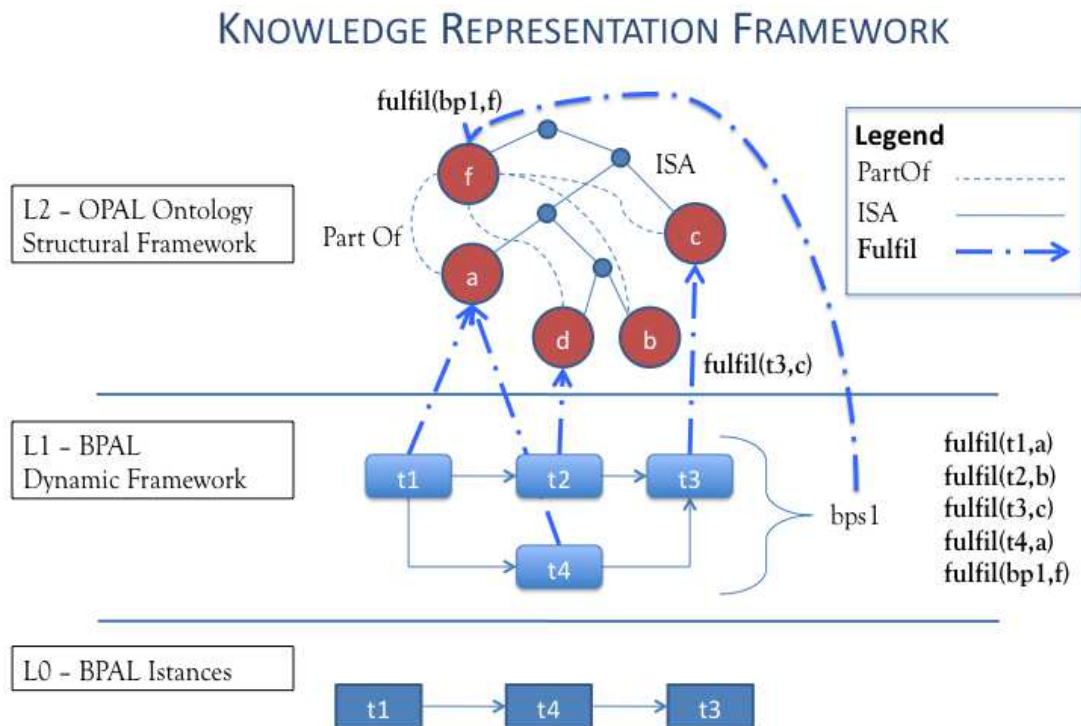 KNOWLEDGE REPRESENTATION FRAMEWORK
fulfil(bp1,f)
Legend
PartOf
ISA
Fulfil
ISA
f
L2 – OPAL Ontology
Structural Framework
Part Of
c
a
d
b
fulfil(t3,c)
L1 – BPAL
Dynamic Framework
t1
t2
t3
t4
bps1
fulfil(t1,a)
fulfil(t2,b)
fulfil(t3,c)
fulfil(t4,a)
fulfil(bp1,f)
L0 – BPAL Istances
t1
t4
t3